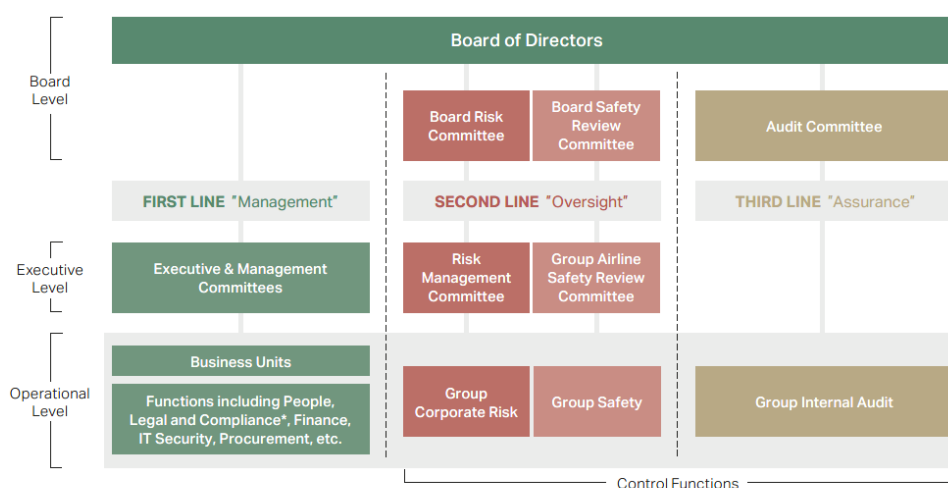 Board of Directors
Board
Level
Board Risk
Committee
Board Safety
Review
Committee
Audit Committee
FIRST LINE "Management"
SECOND LINE "Oversight"
THIRD LINE "Assurance"
Executive
Level
Executive & Management
Committees
Risk
Management
Committee
Group Airline
Safety Review
Committee
Operational
Level
Business Units
Functions including People,
Legal and Compliance*, Finance,
IT Security, Procurement, etc.
Group
Corporate Risk
Group Safety
Group Internal Audit
Control Functions